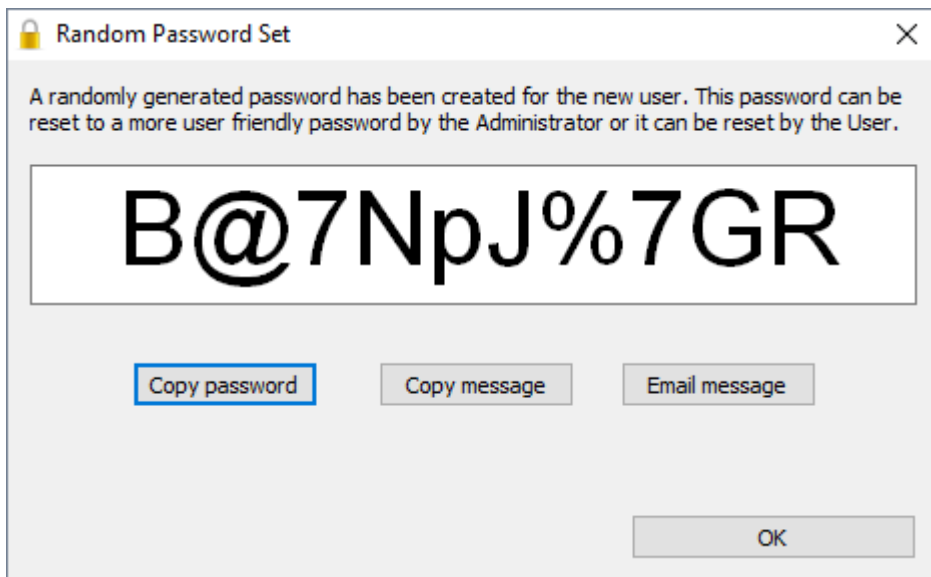 Random Password Set
A randomly generated password has been created for the new user. This password can be
reset to a more user friendly password by the Administrator or it can be reset by the User.
B@7NpJ%7GR
Copy password Copy message Email message
OK